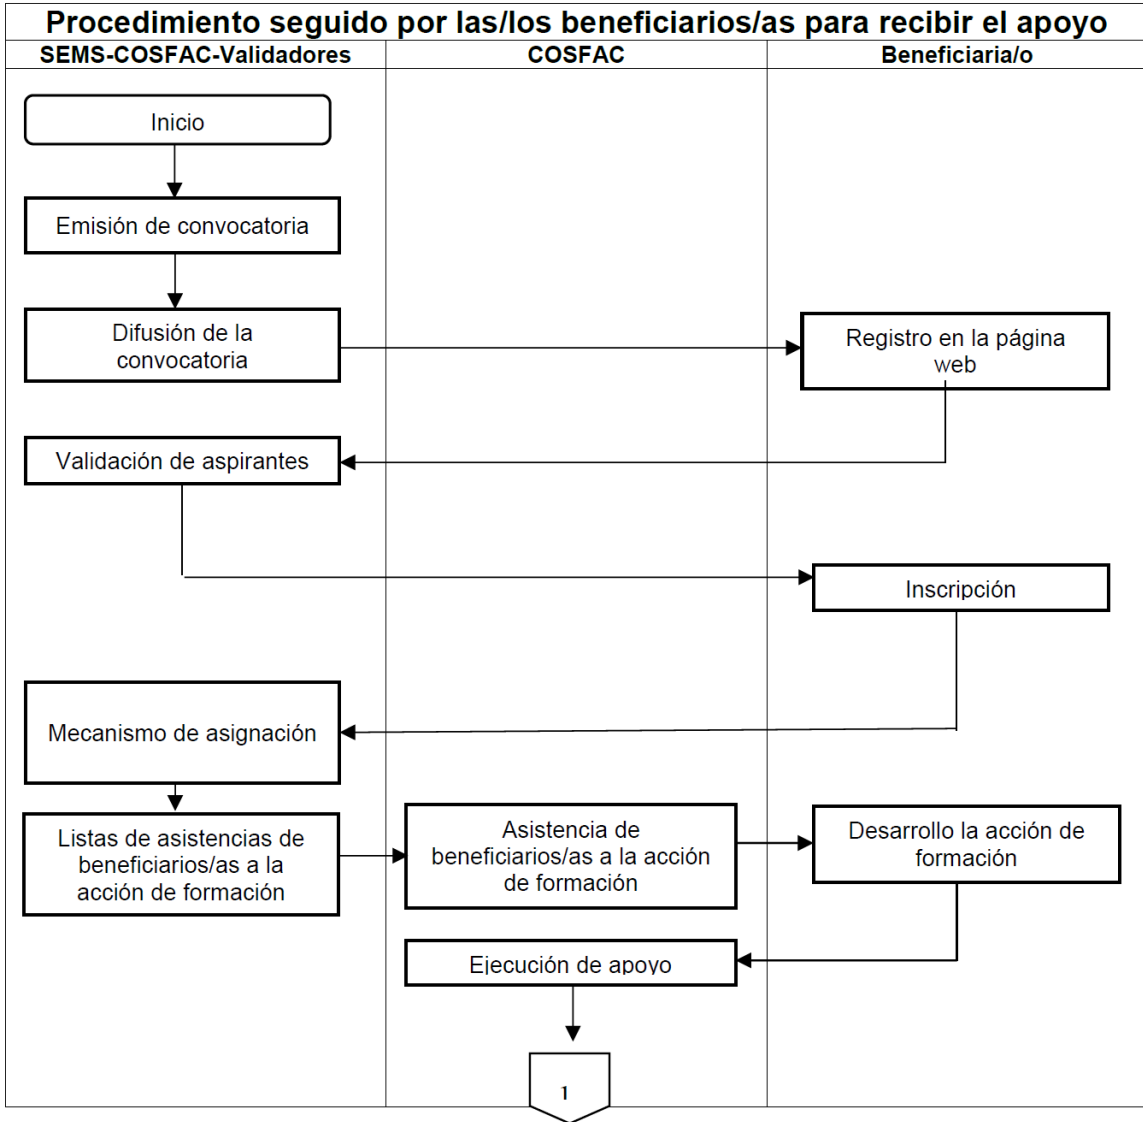 Procedimiento seguido por las/los beneficiarios/as para recibir el apoyo
SEMS-COSFAC-Validadores
COSFAC
Beneficiaria/o
Inicio
Emisión de convocatoria
Difusión de la
convocatoria
Registro en la página
web
Validación de aspirantes
Inscripción
Mecanismo de asignación
Listas de asistencias de
beneficiarios/as a la
acción de formación
Asistencia de
beneficiarios/as a la acción
de formación
Desarrollo la acción de
formación
Ejecución de apoyo
1